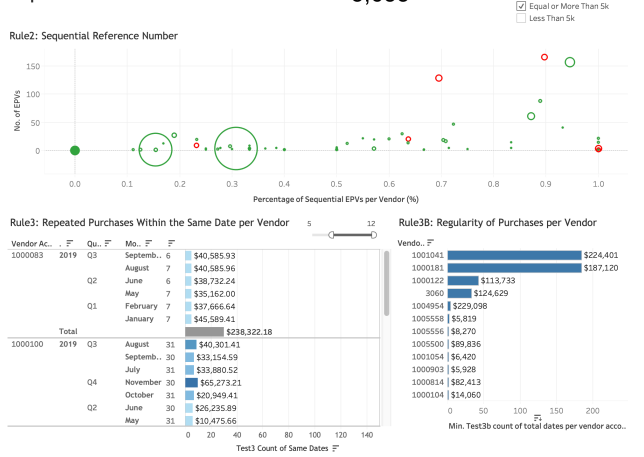 Equal or More Than 5k
Less Than 5k
Rule2: Sequential Reference Number
No. of EPVs
150
100
50
0
0.0 0.1 0.2 0.3 0.4 0.5 0.6 0.7 0.8 0.9 1.0
Percentage of Sequential EPVs per Vendor (%)
Rule3: Repeated Purchases Within the Same Date per Vendor
5 12
Vendor Ac.. . Qu.. Mo..
1000083 2019 Q3 Septemb.. 6 $40,585.93
August 7 $40,585.96
Q2 June 6 $38,732.24
May 7 $35,162.00
Q1 February 7 $37,666.64
January 7 $45,589.41
Total $238,322.18
1000100 2019 Q3 August 31 $40,301.41
Septemb.. 30 $33,154.59
July 31 $33,880.52
Q4 November 30 $65,273.21
October 31 $20,949.41
Q2 June 30 $26,235.89
May 31 $10,475.66
0 20 40 60 80 100 120 140
Test3 Count of Same Dates
Rule3B: Regularity of Purchases per Vendor
Vendo..
1001041 $224,401
1000181 $187,120
1000122 $113,733
3060 $124,629
1004954 $229,098
1005558 $5,819
1005556 $8,270
1005500 $89,836
1001054 $6,420
1000903 $5,928
1000814 $82,413
1000104 $14,060
0 50 100 150 200
Min. Test3b count of total dates per vendor acco..